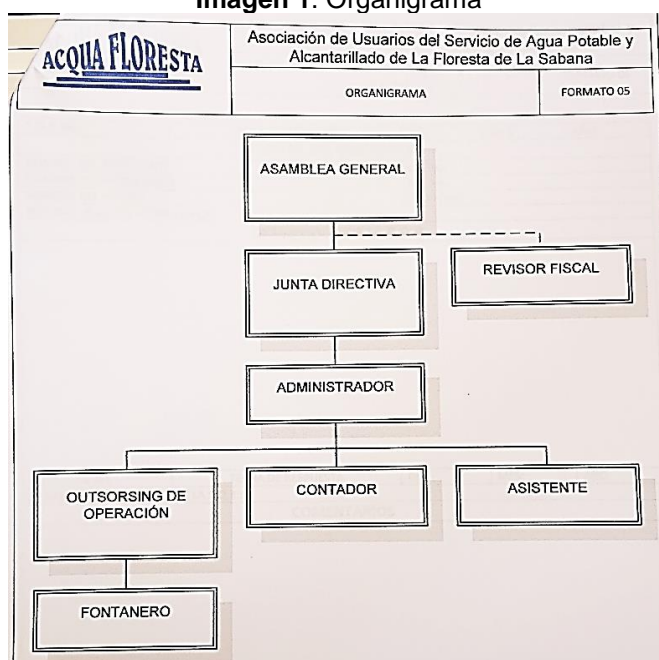 Imagen 1. Organigrama
ACQUA FLORESTA
Asociación de Usuarios del Servicio de Agua Potable y
Alcantarillado de La Floresta de La Sabana
ORGANIGRAMA
FORMATO 05
ASAMBLEA GENERAL
JUNTA DIRECTIVA
REVISOR FISCAL
ADMINISTRADOR
OUTSORSING DE
OPERACIÓN
CONTADOR
ASISTENTE
FONTANERO